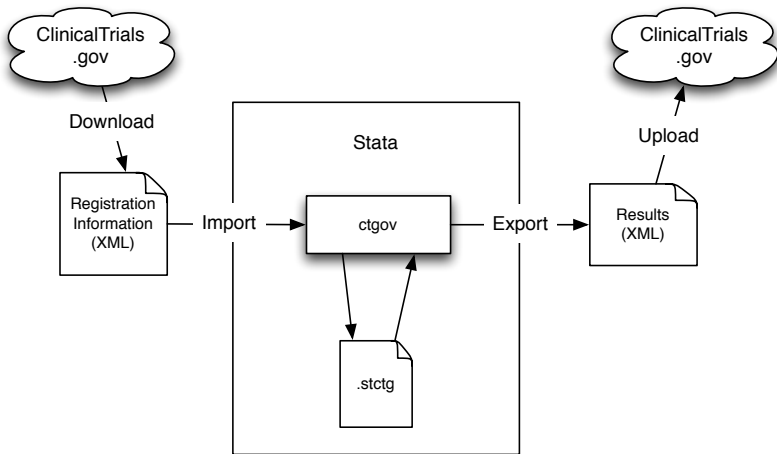 ClinicalTrials
.gov
Download
Registration
Information
(XML)
Import
Stata
ctgov
.stctg
Export
Results
(XML)
Upload
ClinicalTrials
.gov